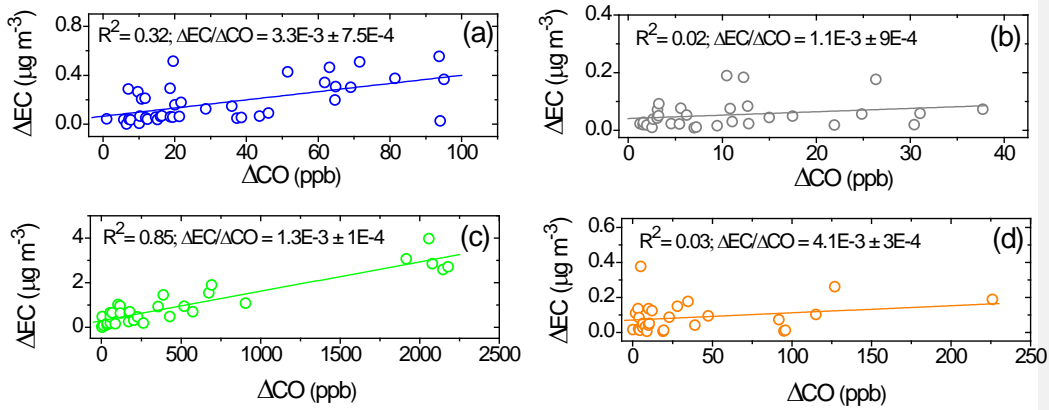 R² = 0.32; ΔEC/ΔCO = 3.3E-3 ± 7.5E-4 (a)
0.8
0.4
0.0
ΔEC (µg m⁻³)
0 20 40 60 80 100
ΔCO (ppb)
R² = 0.02; ΔEC/ΔCO = 1.1E-3 ± 9E-4 (b)
0.4
0.2
0.0
ΔEC (µg m⁻³)
0 10 20 30 40
ΔCO (ppb)
R² = 0.85; ΔEC/ΔCO = 1.3E-3 ± 1E-4 (c)
4
2
0
ΔEC (µg m⁻³)
0 500 1000 1500 2000 2500
ΔCO (ppb)
R² = 0.03; ΔEC/ΔCO = 4.1E-3 ± 3E-4 (d)
0.6
0.4
0.2
0.0
ΔEC (µg m⁻³)
0 50 100 150 200 250
ΔCO (ppb)